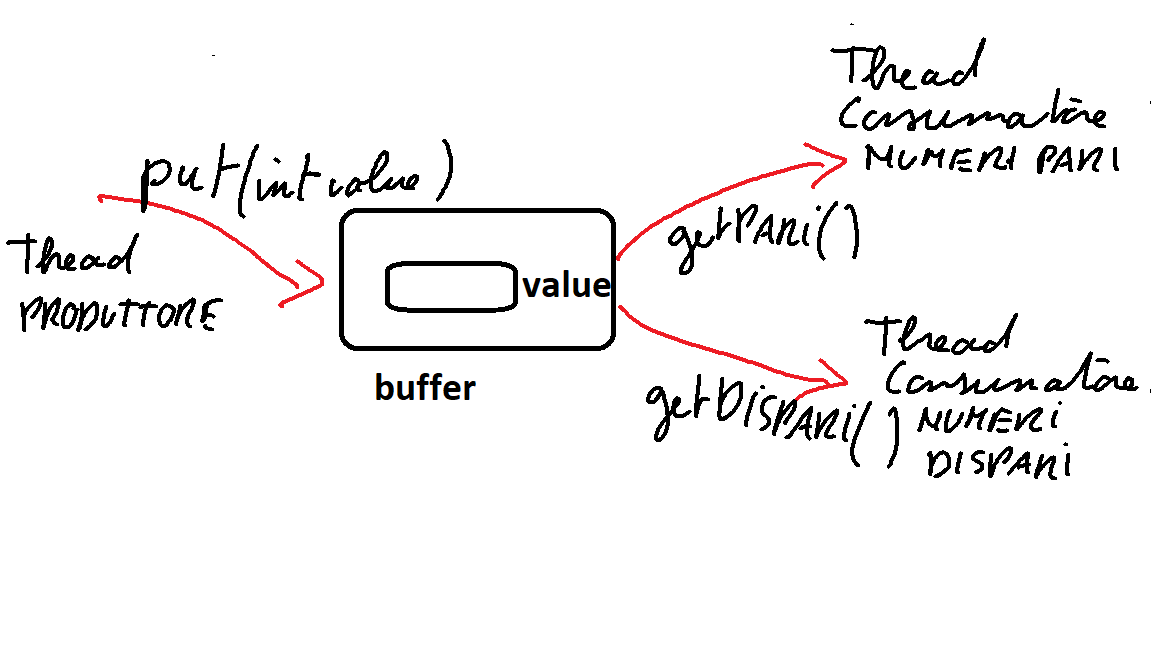 put(int value)
Thead
PRODUTTORE
value
buffer
getPARi()
getDiSPARi()
Thead
Consumatore
NUMERI PARI
Thead
Consumatore
NUMERi
DISPARi